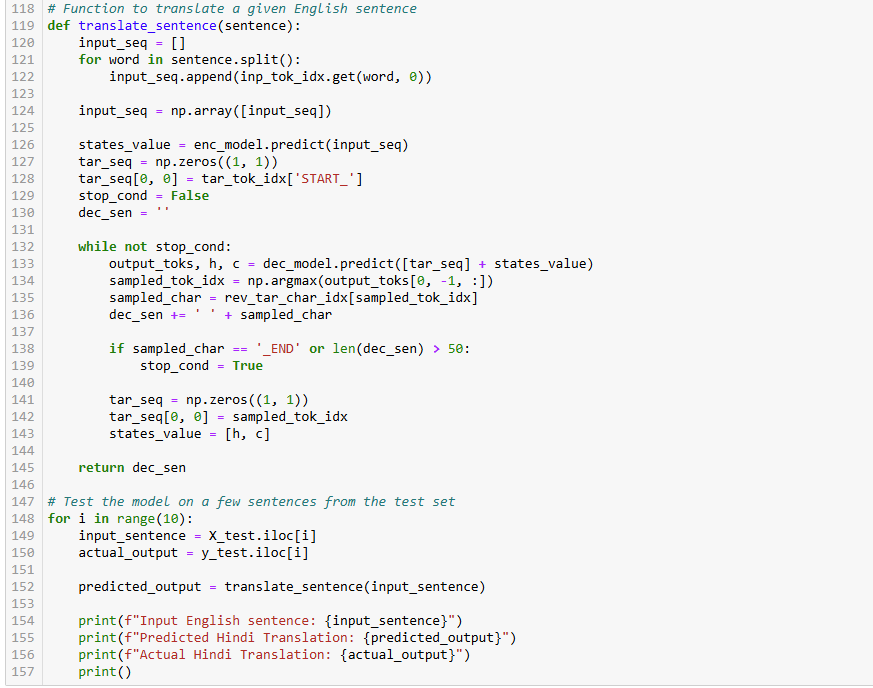 118 # Function to translate a given English sentence
119 def translate_sentence(sentence):
120     input_seq = []
121     for word in sentence.split():
122         input_seq.append(inp_tok_idx.get(word, 0))
123
124     input_seq = np.array([input_seq])
125
126     states_value = enc_model.predict(input_seq)
127     tar_seq = np.zeros((1, 1))
128     tar_seq[0, 0] = tar_tok_idx['START_']
129     stop_cond = False
130     dec_sen = ''
131
132     while not stop_cond:
133         output_toks, h, c = dec_model.predict([tar_seq] + states_value)
134         sampled_tok_idx = np.argmax(output_toks[0, -1, :])
135         sampled_char = rev_tar_char_idx[sampled_tok_idx]
136         dec_sen += ' ' + sampled_char
137
138         if sampled_char == '_END' or len(dec_sen) > 50:
139             stop_cond = True
140
141         tar_seq = np.zeros((1, 1))
142         tar_seq[0, 0] = sampled_tok_idx
143         states_value = [h, c]
144
145     return dec_sen
146
147 # Test the model on a few sentences from the test set
148 for i in range(10):
149     input_sentence = X_test.iloc[i]
150     actual_output = y_test.iloc[i]
151
152     predicted_output = translate_sentence(input_sentence)
153
154     print(f"Input English sentence: {input_sentence}")
155     print(f"Predicted Hindi Translation: {predicted_output}")
156     print(f"Actual Hindi Translation: {actual_output}")
157     print()